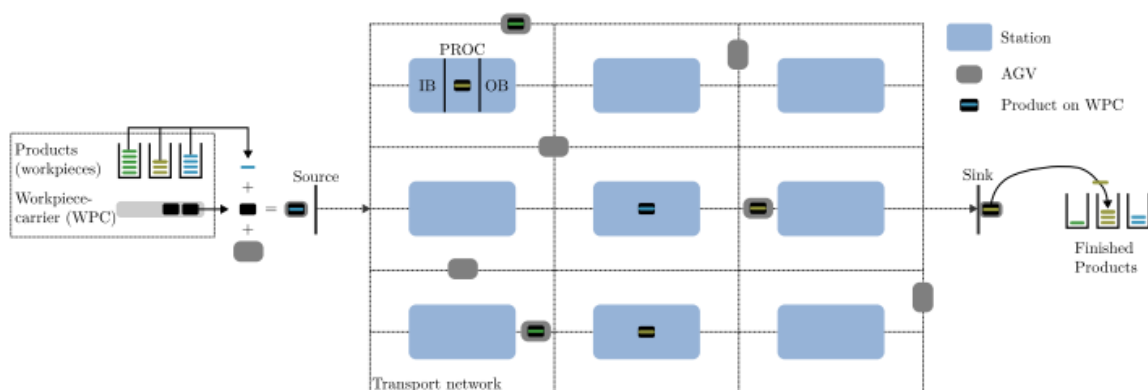 PROC
IB
OB
Station
AGV
Product on WPC
Products
(workpieces)
Workpiece-
carrier (WPC)
+
=
+
Source
Sink
Finished
Products
Transport network